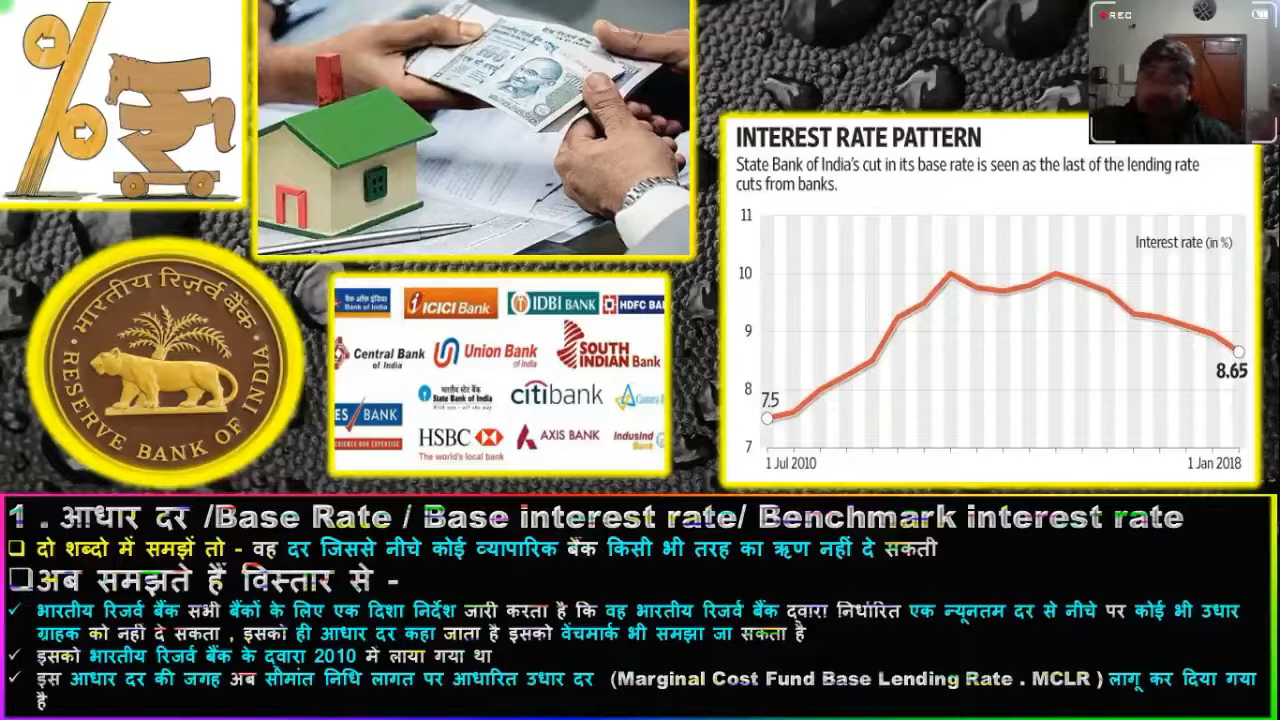 REC
INTEREST RATE PATTERN
State Bank of India's cut in its base rate is seen as the last of the lending rate
cuts from banks.
11
Interest rate (in %)
10
9
8.65
8
7.5
7
1 Jul 2010
1 Jan 2018
भारतीय रिज़र्व बैंक
RESERVE BANK OF INDIA
बैंक ऑफ़ इंडिया
Bank of India
ICICI Bank
IDBI BANK
HDFC BA
Central Bank
of India
Union Bank
of India
SOUTH
INDIAN Bank
भारतीय स्टेट बैंक
State Bank of India
citibank
Canara
ES BANK
HSBC
The world's local bank
AXIS BANK
IndusInd
Bank
1 . आधार दर /Base Rate / Base interest rate/ Benchmark interest rate
दो शब्दो में समझें तो - वह दर जिससे नीचे कोई व्यापारिक बैंक किसी भी तरह का ऋण नहीं दे सकती
अब समझते हैं विस्तार से -
भारतीय रिजर्व बैंक सभी बैंकों के लिए एक दिशा निर्देश जारी करता है कि वह भारतीय रिजर्व बैंक द्वारा निर्धारित एक न्यूनतम दर से नीचे पर कोई भी उधार
ग्राहक को नहीं दे सकता , इसको ही आधार दर कहा जाता है इसको वेंचमार्क भी समझा जा सकता है
इसको भारतीय रिजर्व बैंक के द्वारा 2010 में लाया गया था
इस आधार दर की जगह अब सीमांत निधि लागत पर आधारित उधार दर (Marginal Cost Fund Base Lending Rate . MCLR ) लागू कर दिया गया
है